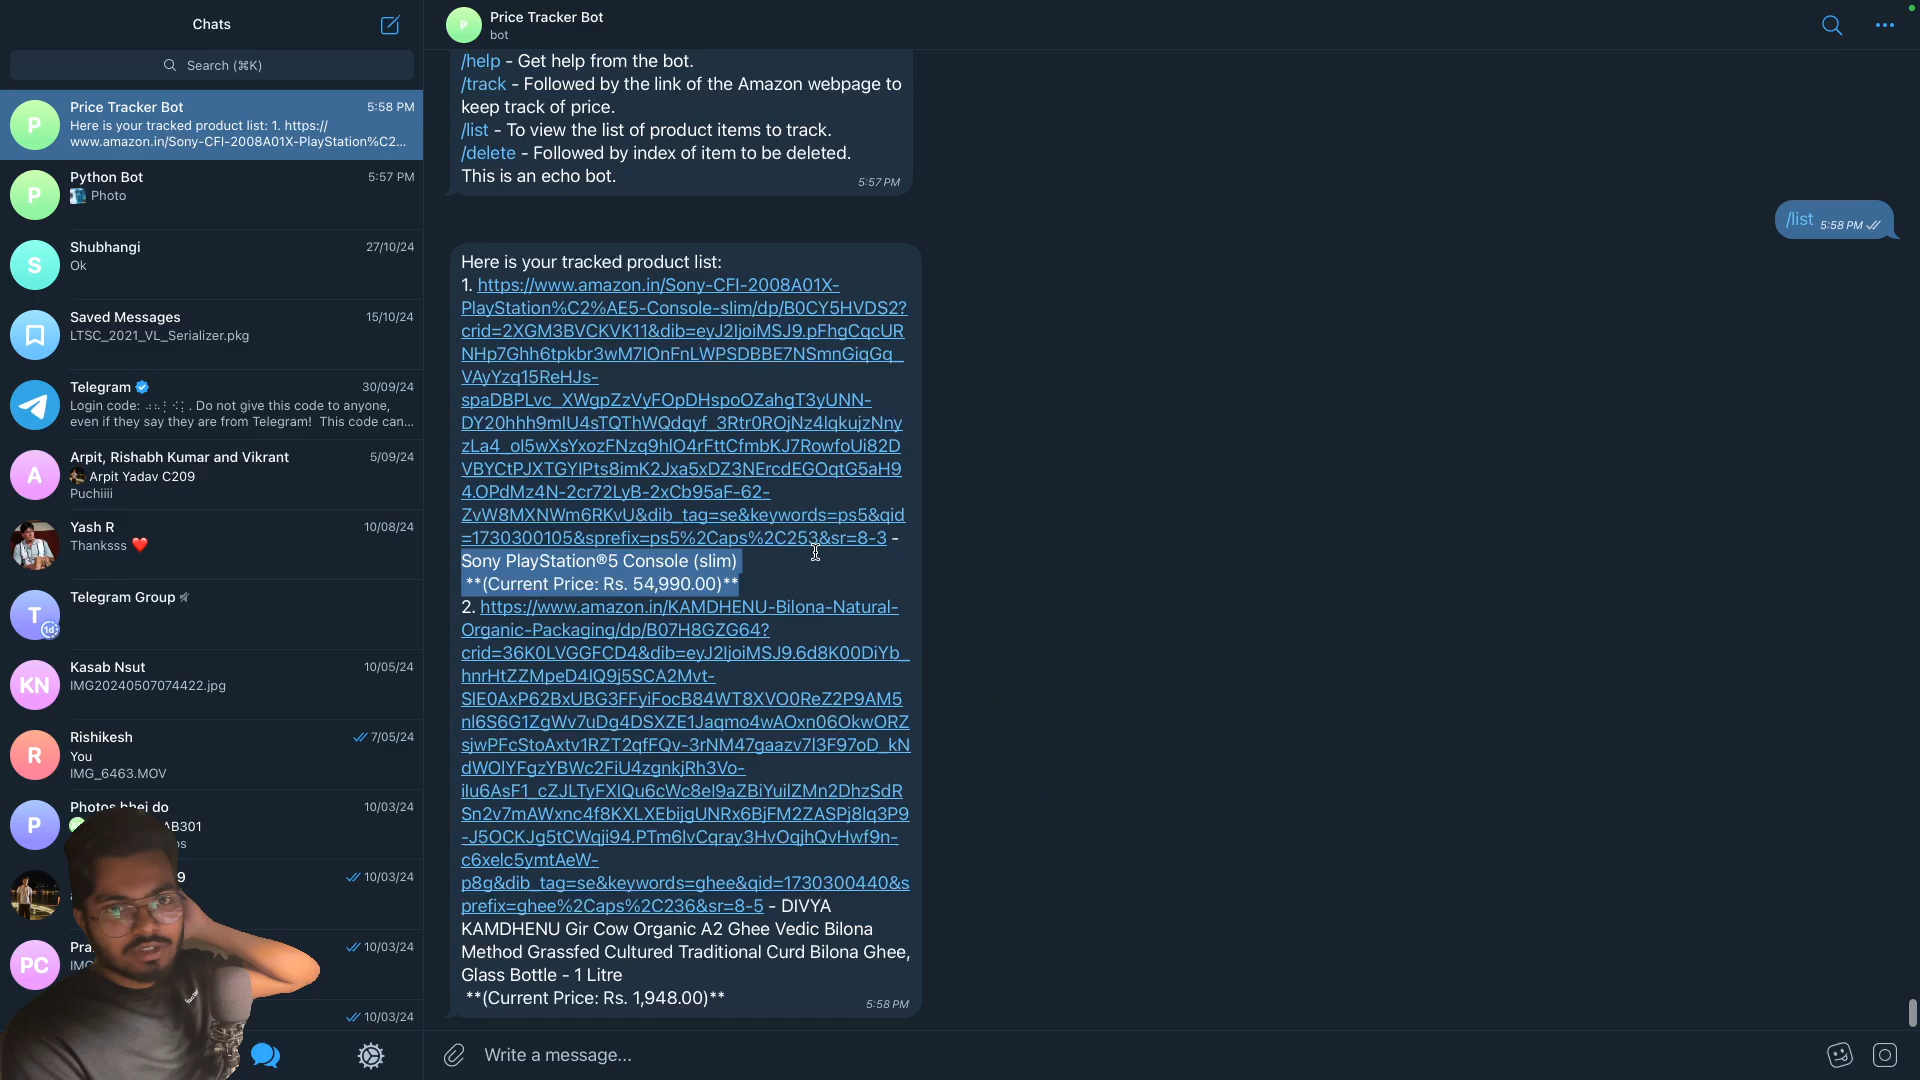 Chats
Search (⌘K)
Price Tracker Bot
5:58 PM
Here is your tracked product list: 1. https://
www.amazon.in/Sony-CFI-2008A01X-PlayStation%C2...
P
Python Bot
5:57 PM
Photo
P
Shubhangi
27/10/24
Ok
S
Saved Messages
15/10/24
LTSC_2021_VL_Serializer.pkg
Telegram
30/09/24
Login code: . Do not give this code to anyone,
even if they say they are from Telegram! This code can...
Arpit, Rishabh Kumar and Vikrant
5/09/24
Arpit Yadav C209
Puchiiii
A
Yash R
10/08/24
Thanksss ❤️
Telegram Group
T
1d
Kasab Nsut
10/05/24
IMG20240507074422.jpg
KN
Rishikesh
7/05/24
You
IMG_6463.MOV
R
Photos bhej do
10/03/24
AB301
P
10/03/24
10/03/24
PC
10/03/24
P
Price Tracker Bot
bot
/help - Get help from the bot.
/track - Followed by the link of the Amazon webpage to
keep track of price.
/list - To view the list of product items to track.
/delete - Followed by index of item to be deleted.
This is an echo bot.
5:57 PM
/list 5:58 PM
Here is your tracked product list:
1. https://www.amazon.in/Sony-CFI-2008A01X-
PlayStation%C2%AE5-Console-slim/dp/B0CY5HVDS2?
crid=2XGM3BVCKVK11&dib=eyJ2IjoiMSJ9.pFhgCqcUR
NHp7Ghh6tpkbr3wM7lOnFnLWPSDBBE7NSmnGiqGq_
VAyYzq15ReHJs-
spaDBPLvc_XWgpZzVyFOpDHspoOZahgT3yUNN-
DY20hhh9mIU4sTQThWQdqyf_3Rtr0ROjNz4lqkujzNny
zLa4_ol5wXsYxozFNzq9hlO4rFttCfmbKJ7RowfoUi82D
VBYCtPJXTGYIPts8imK2Jxa5xDZ3NErcdEGOqtG5aH9
4.OPdMz4N-2cr72LyB-2xCb95aF-62-
ZvW8MXNWm6RKvU&dib_tag=se&keywords=ps5&qid
=1730300105&sprefix=ps5%2Caps%2C253&sr=8-3 -
Sony PlayStation®5 Console (slim)
**(Current Price: Rs. 54,990.00)**
2. https://www.amazon.in/KAMDHENU-Bilona-Natural-
Organic-Packaging/dp/B07H8GZG64?
crid=36K0LVGGFCD4&dib=eyJ2IjoiMSJ9.6d8K00DiYb_
hnrHtZZMpeD4IQ9j5SCA2Mvt-
SIE0AxP62BxUBG3FFyiFocB84WT8XVO0ReZ2P9AM5
nl6S6G1ZgWv7uDg4DSXZE1Jaqmo4wAOxn06OkwORZ
sjwPFcStoAxtv1RZT2qfFQv-3rNM47gaazv7l3F97oD_kN
dWOlYFgzYBWc2FiU4zgnkjRh3Vo-
iIu6AsF1_cZJLTyFXIQu6cWc8el9aZBiYuilZMn2DhzSdR
Sn2v7mAWxnc4f8KXLXEbijgUNRx6BjFM2ZASPj8lq3P9
-J5OCKJg5tCWqji94.PTm6lvCqray3HvOqjhQvHwf9n-
c6xelc5ymtAeW-
p8g&dib_tag=se&keywords=ghee&qid=1730300440&s
prefix=ghee%2Caps%2C236&sr=8-5 - DIVYA
KAMDHENU Gir Cow Organic A2 Ghee Vedic Bilona
Method Grassfed Cultured Traditional Curd Bilona Ghee,
Glass Bottle - 1 Litre
**(Current Price: Rs. 1,948.00)**
5:58 PM
Write a message...